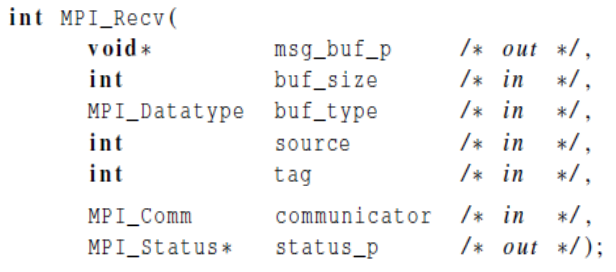 int MPI_Recv(
void* msg_buf_p /* out */,
int buf_size /* in */,
MPI_Datatype buf_type /* in */,
int source /* in */,
int tag /* in */,
MPI_Comm communicator /* in */,
MPI_Status* status_p /* out */);